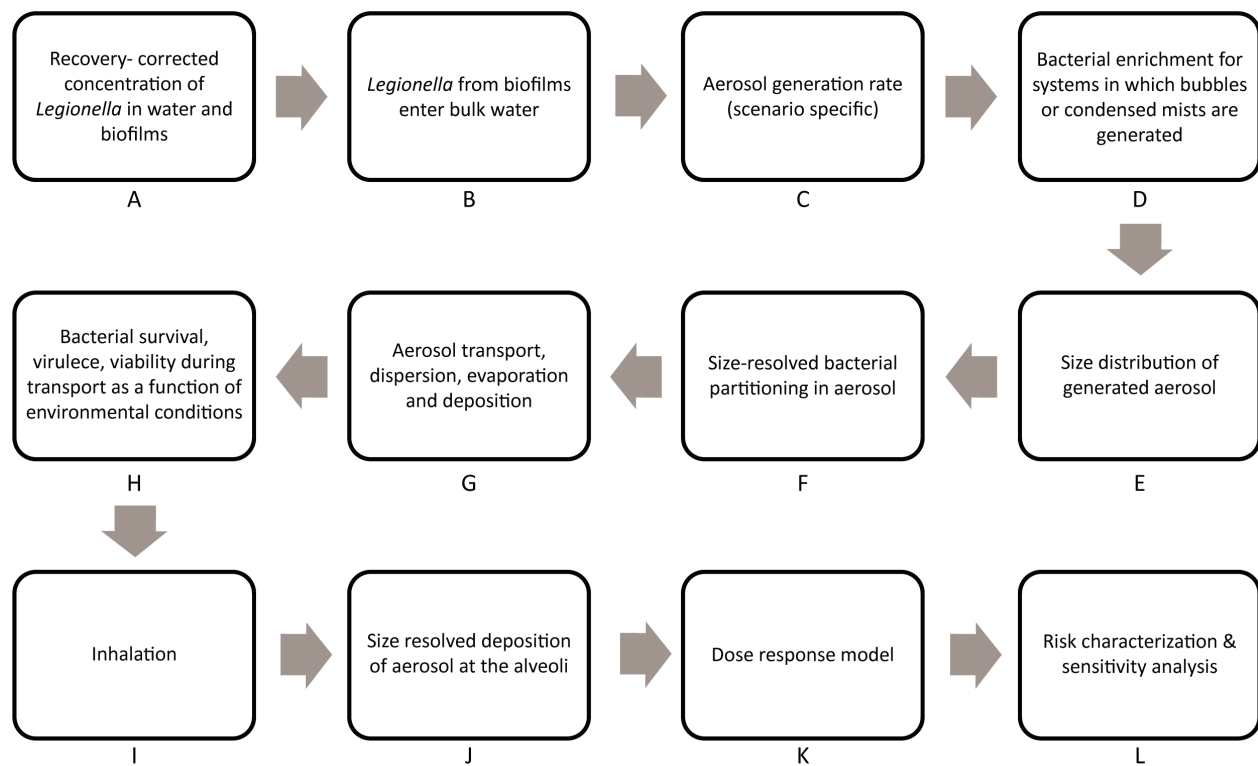 Recovery- corrected
concentration of
Legionella in water and
biofilms
A
Legionella from biofilms
enter bulk water
B
Aerosol generation rate
(scenario specific)
C
Bacterial enrichment for
systems in which bubbles
or condensed mists are
generated
D
Size distribution of
generated aerosol
E
Size-resolved bacterial
partitioning in aerosol
F
Aerosol transport,
dispersion, evaporation
and deposition
G
Bacterial survival,
virulece, viability during
transport as a function of
environmental conditions
H
Inhalation
I
Size resolved deposition
of aerosol at the alveoli
J
Dose response model
K
Risk characterization &
sensitivity analysis
L